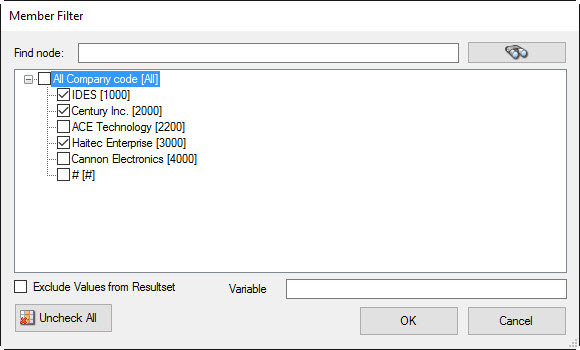 Member Filter
Find node:
All Company code [All]
IDES [1000]
Century Inc. [2000]
ACE Technology [2200]
Haitec Enterprise [3000]
Cannon Electronics [4000]
# [#]
Exclude Values from Resultset Variable
Uncheck All OK Cancel